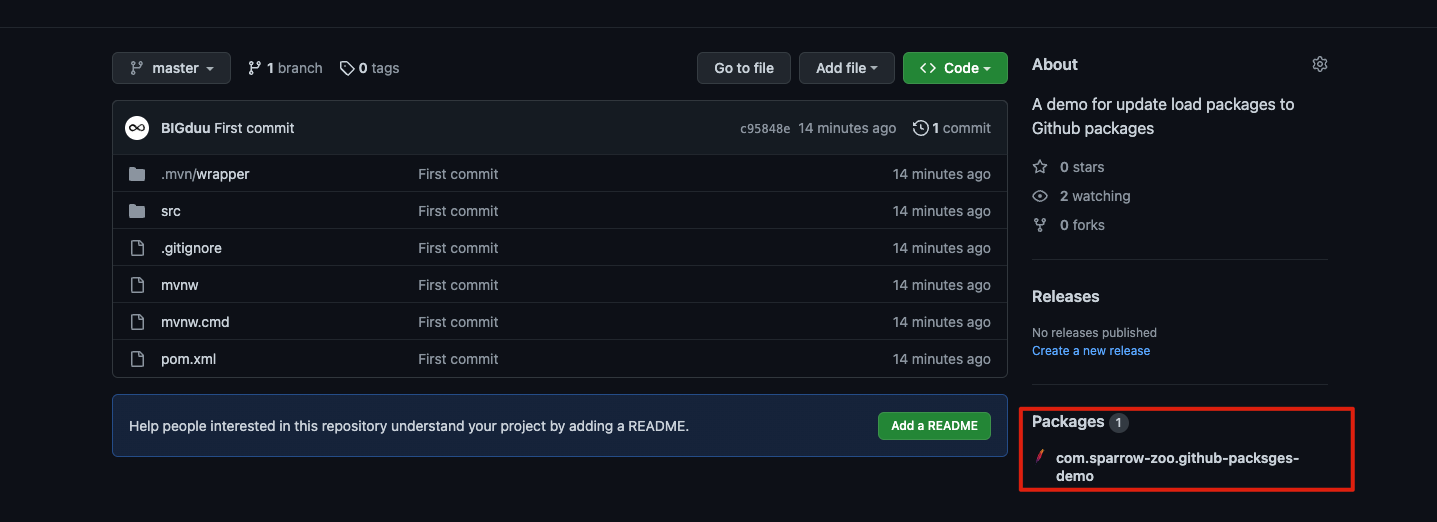 master
1 branch
0 tags
Go to file
Add file
Code
BIGduu First commit
c95848e 14 minutes ago
1 commit
.mvn/wrapper
First commit
14 minutes ago
src
First commit
14 minutes ago
.gitignore
First commit
14 minutes ago
mvnw
First commit
14 minutes ago
mvnw.cmd
First commit
14 minutes ago
pom.xml
First commit
14 minutes ago
Help people interested in this repository understand your project by adding a README.
Add a README
About
A demo for update load packages to
Github packages
0 stars
2 watching
0 forks
Releases
No releases published
Create a new release
Packages 1
com.sparrow-zoo.github-packsges-
demo